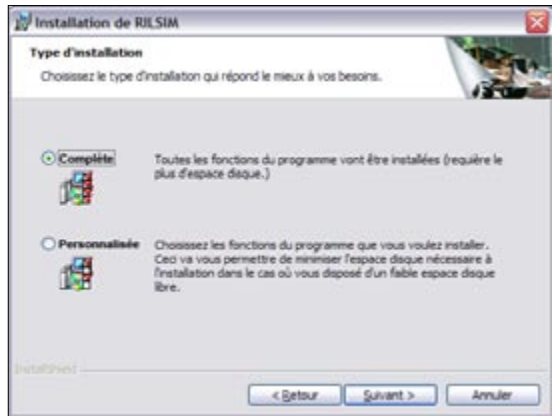 Installation de RILSIM
Type d'installation
Choisissez le type d'installation qui répond le mieux à vos besoins.
Complète
Toutes les fonctions du programme vont être installées (requière le
plus d'espace disque.)
Personnalisée
Choisissez les fonctions du programme que vous voulez installer.
Ceci va vous permettre de minimiser l'espace disque nécessaire à
l'installation dans le cas où vous disposé d'un faible espace disque
libre.
InstallShield
< Retour
Suivant >
Annuler